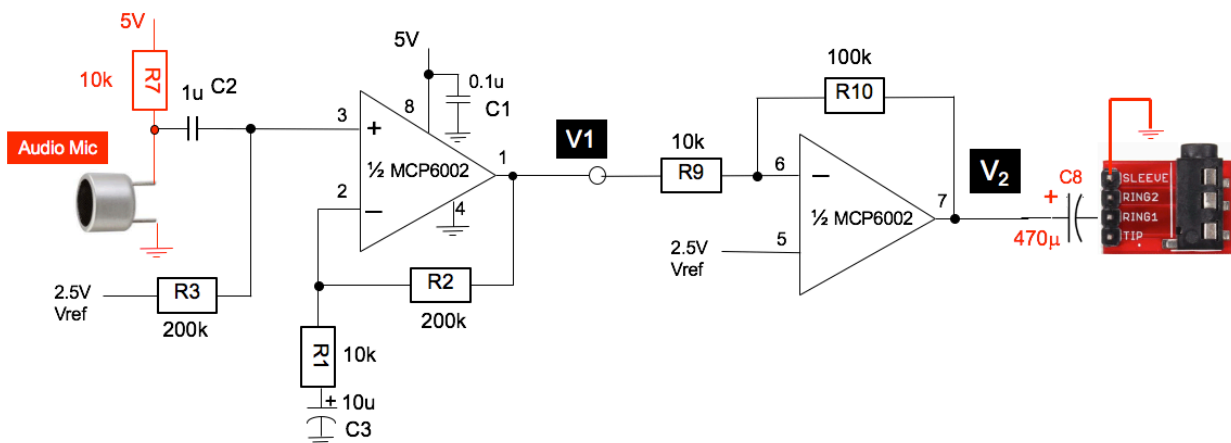 5V
10k
R7
1u
C2
Audio Mic
2.5V
Vref
R3
200k
5V
0.1u
C1
3
8
+
½ MCP6002
1
2
−
4
R2
200k
R1
10k
+
10u
C3
V1
10k
R9
100k
R10
6
−
½ MCP6002
7
2.5V
Vref
5
+
V2
C8
+
470μ
SLEEVE
RING2
RING1
TIP